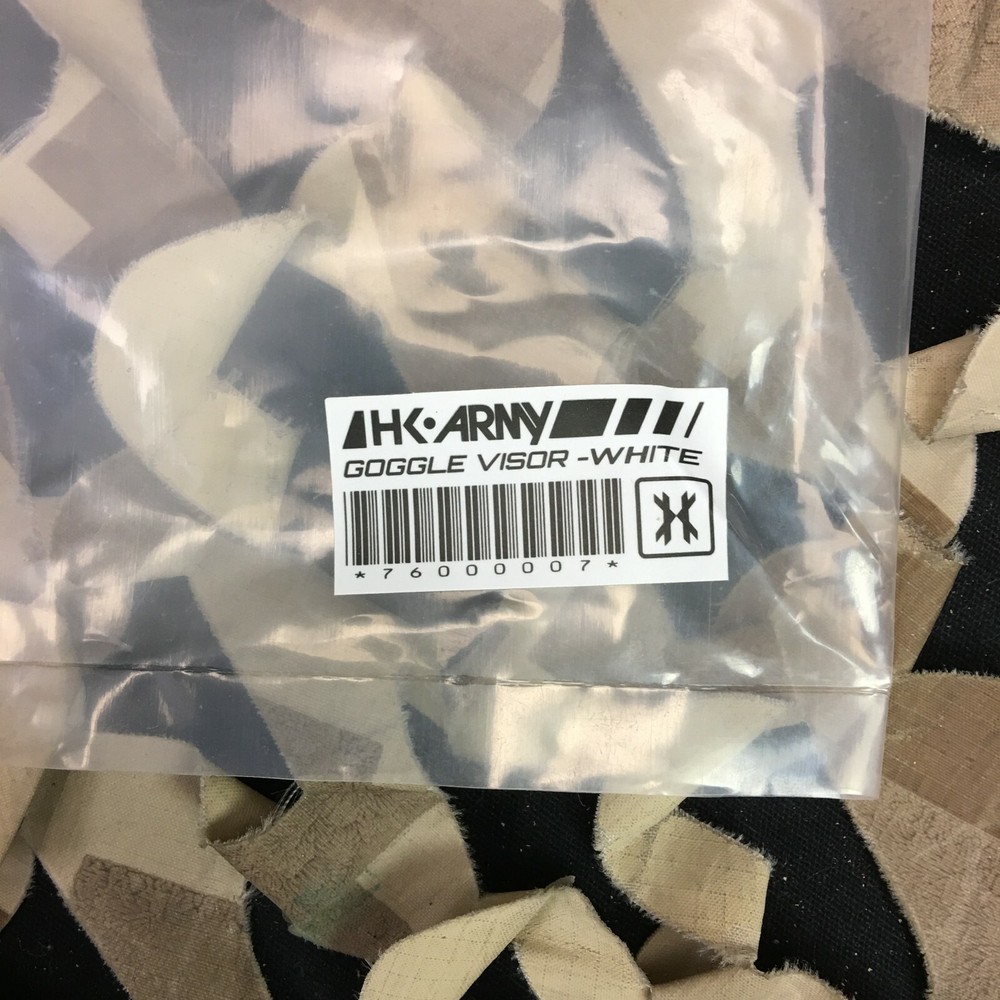 HK·ARMY
GOGGLE VISOR -WHITE
*76000007*